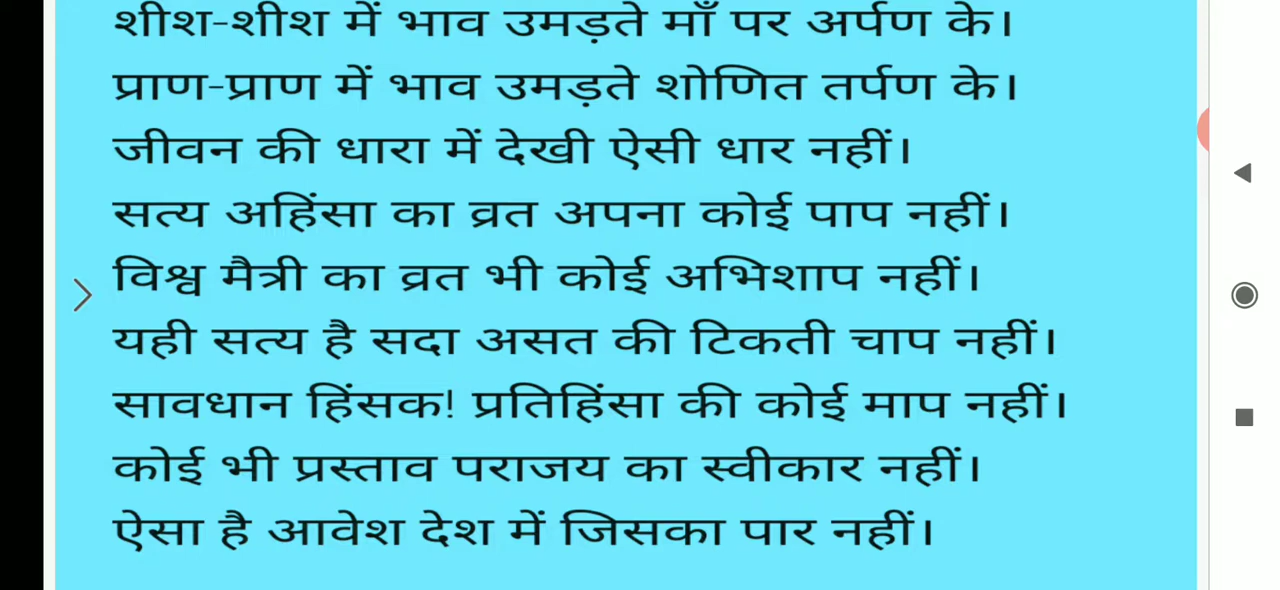 शीश-शीश में भाव उमड़ते माँ पर अर्पण के।
प्राण-प्राण में भाव उमड़ते शोणित तर्पण के।
जीवन की धारा में देखी ऐसी धार नहीं।
सत्य अहिंसा का व्रत अपना कोई पाप नहीं।
विश्व मैत्री का व्रत भी कोई अभिशाप नहीं।
यही सत्य है सदा असत की टिकती चाप नहीं।
सावधान हिंसक! प्रतिहिंसा की कोई माप नहीं।
कोई भी प्रस्ताव पराजय का स्वीकार नहीं।
ऐसा है आवेश देश में जिसका पार नहीं।